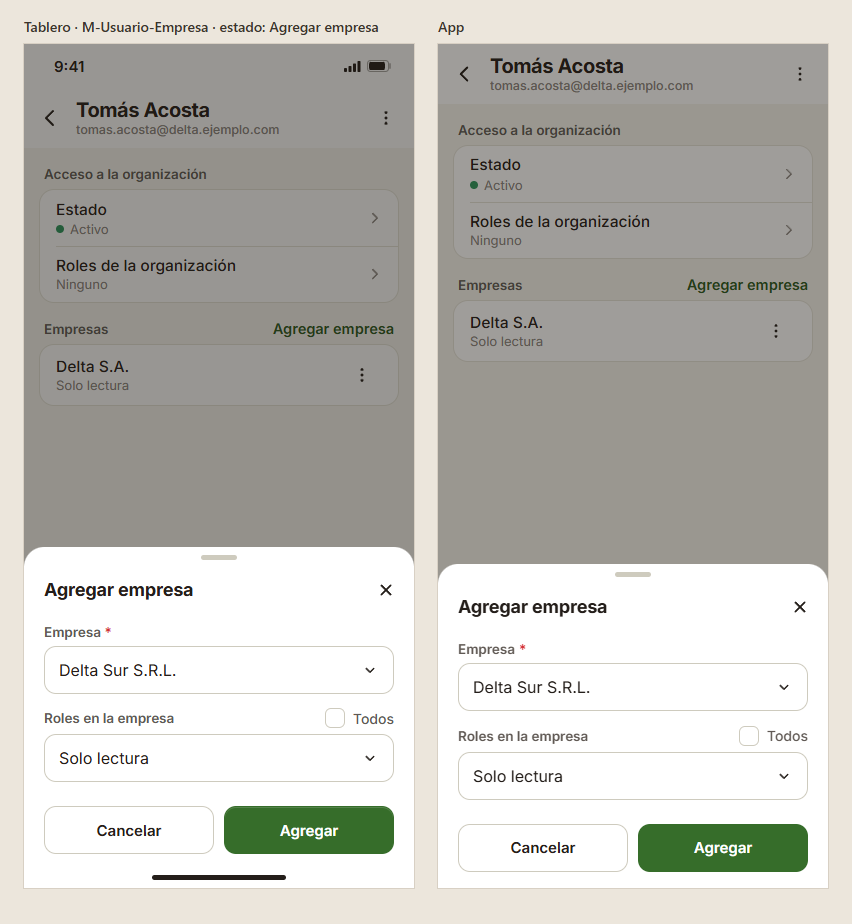 Tablero · M-Usuario-Empresa · estado: Agregar empresa
9:41
Tomás Acosta
tomas.acosta@delta.ejemplo.com
Acceso a la organización
Estado
Activo
Roles de la organización
Ninguno
Empresas Agregar empresa
Delta S.A.
Solo lectura
Agregar empresa
Empresa *
Delta Sur S.R.L.
Roles en la empresa Todos
Solo lectura
Cancelar Agregar
App
Tomás Acosta
tomas.acosta@delta.ejemplo.com
Acceso a la organización
Estado
Activo
Roles de la organización
Ninguno
Empresas Agregar empresa
Delta S.A.
Solo lectura
Agregar empresa
Empresa *
Delta Sur S.R.L.
Roles en la empresa Todos
Solo lectura
Cancelar Agregar